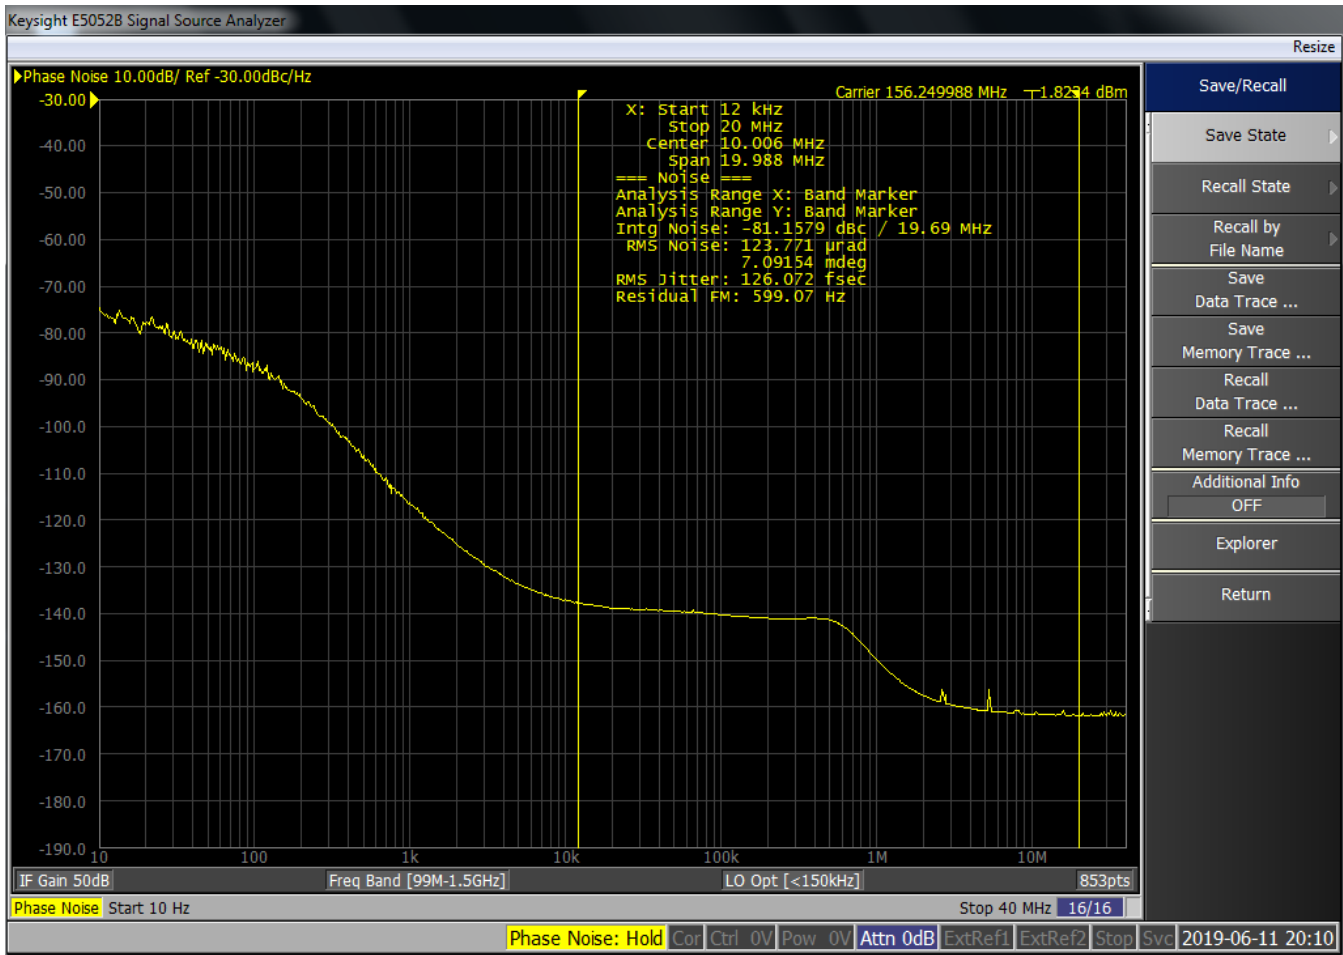 Keysight E5052B Signal Source Analyzer
Resize
Phase Noise 10.00dB/ Ref -30.00dBc/Hz
Carrier 156.249988 MHz
dBm
-30.00
-40.00
-50.00
-60.00
-70.00
-80.00
-90.00
-100.0
-110.0
-120.0
-130.0
-140.0
-150.0
-160.0
-170.0
-180.0
-190.0
X: Start 12 kHz
Stop 20 MHz
Center 10.006 MHz
Span 19.988 MHz
=== Noise ===
Analysis Range X: Band Marker
Analysis Range Y: Band Marker
Intg Noise: -81.1579 dBc / 19.69 MHz
RMS Noise: 123.771 µrad
7.09154 mdeg
RMS Jitter: 126.072 fsec
Residual FM: 599.07 Hz
10 100 1k 10k 100k 1M 10M
IF Gain 50dB Freq Band [99M-1.5GHz] LO Opt [<150kHz] 853pts
Phase Noise Start 10 Hz Stop 40 MHz 16/16
Save/Recall
Save State
Recall State
Recall by
File Name
Save
Data Trace ...
Save
Memory Trace ...
Recall
Data Trace ...
Recall
Memory Trace ...
Additional Info
OFF
Explorer
Return
Phase Noise: Hold Cor Ctrl 0V Pow 0V Attn 0dB ExtRef1 ExtRef2 Stop Svc 2019-06-11 20:10